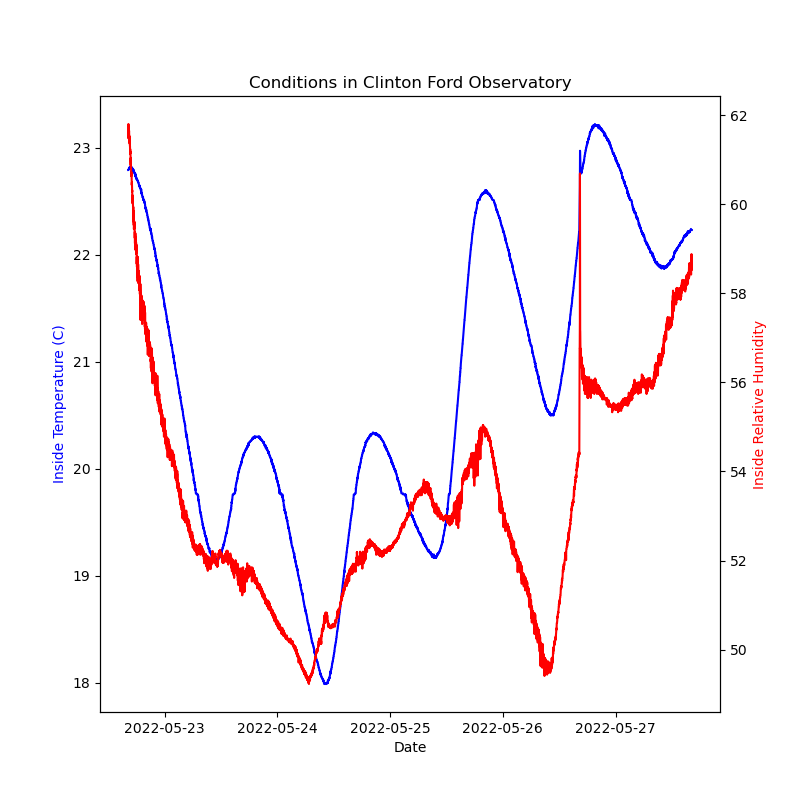 Conditions in Clinton Ford Observatory
Inside Temperature (C)
23
22
21
20
19
18
62
60
58
56
54
52
50
Inside Relative Humidity
2022-05-23 2022-05-24 2022-05-25 2022-05-26 2022-05-27
Date